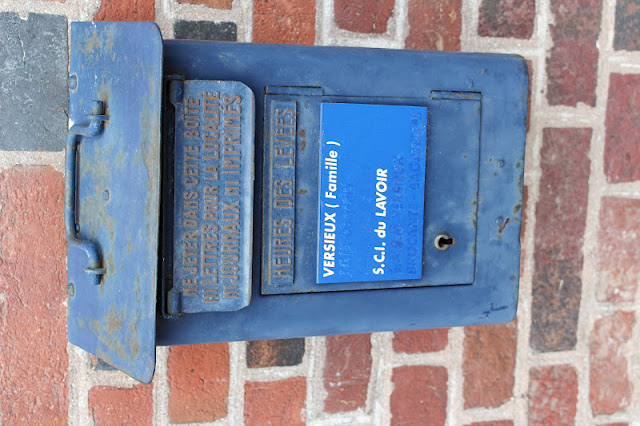 NE JETER DANS CETTE BOITE
NI LETTRES POUR LA LOCALITE
NI JOURNAUX NI IMPRIMES
HEURES DES LEVEES
VERSIEUX ( Famille )
S.C.I. du LAVOIR